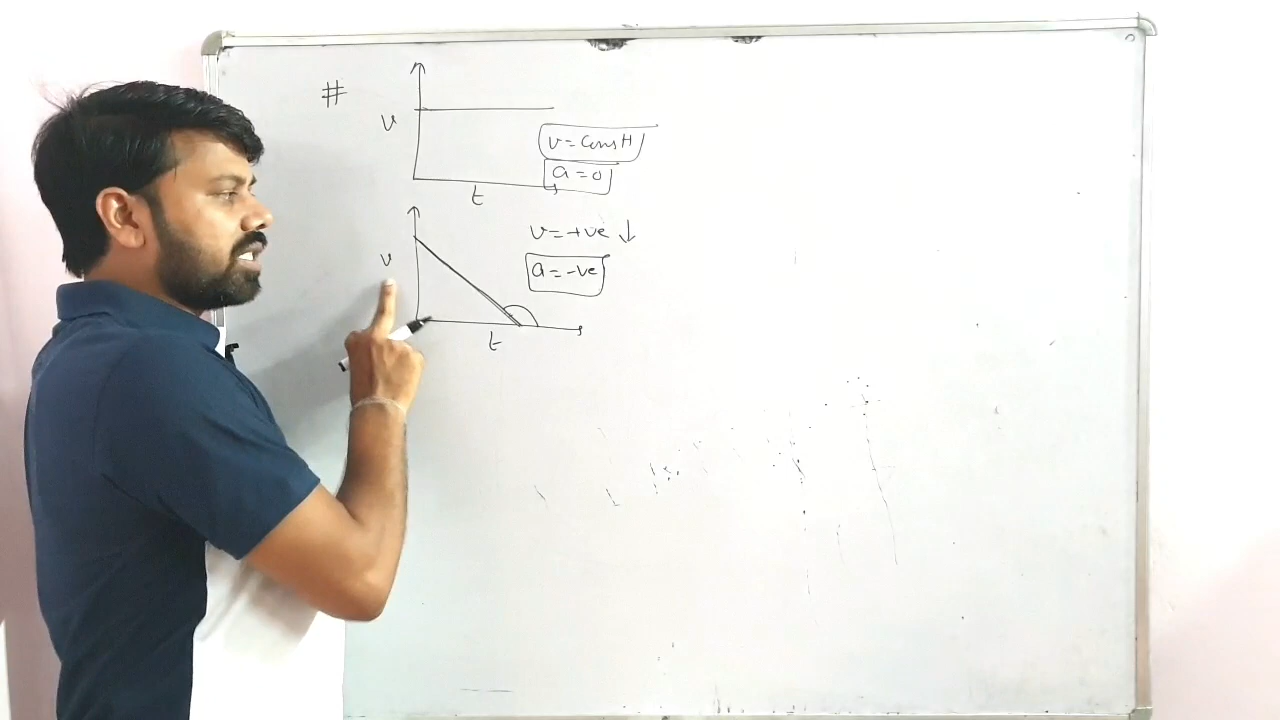 #
v
v = Const
a = 0
t
v = +ve ↓
v
a = -ve
t